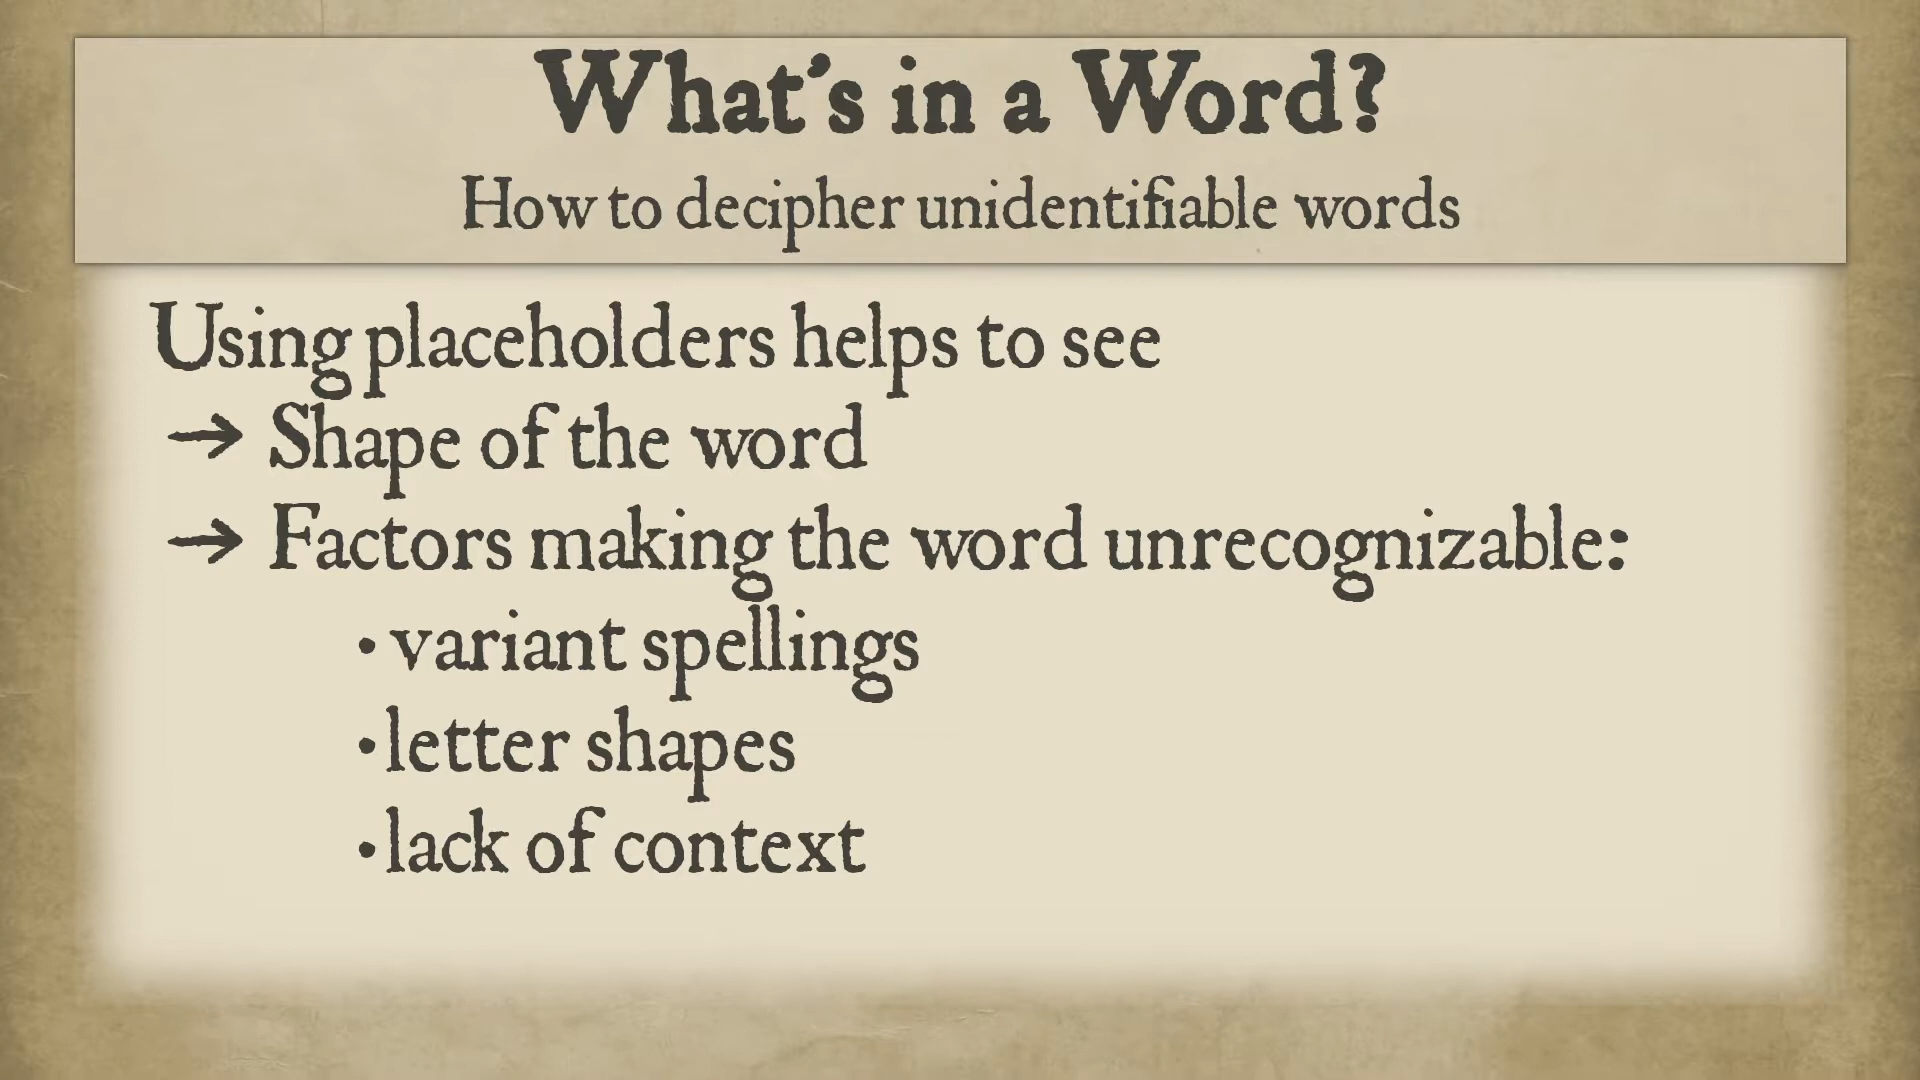 What's in a Word?
How to decipher unidentifiable words
Using placeholders helps to see
→ Shape of the word
→ Factors making the word unrecognizable:
• variant spellings
• letter shapes
• lack of context